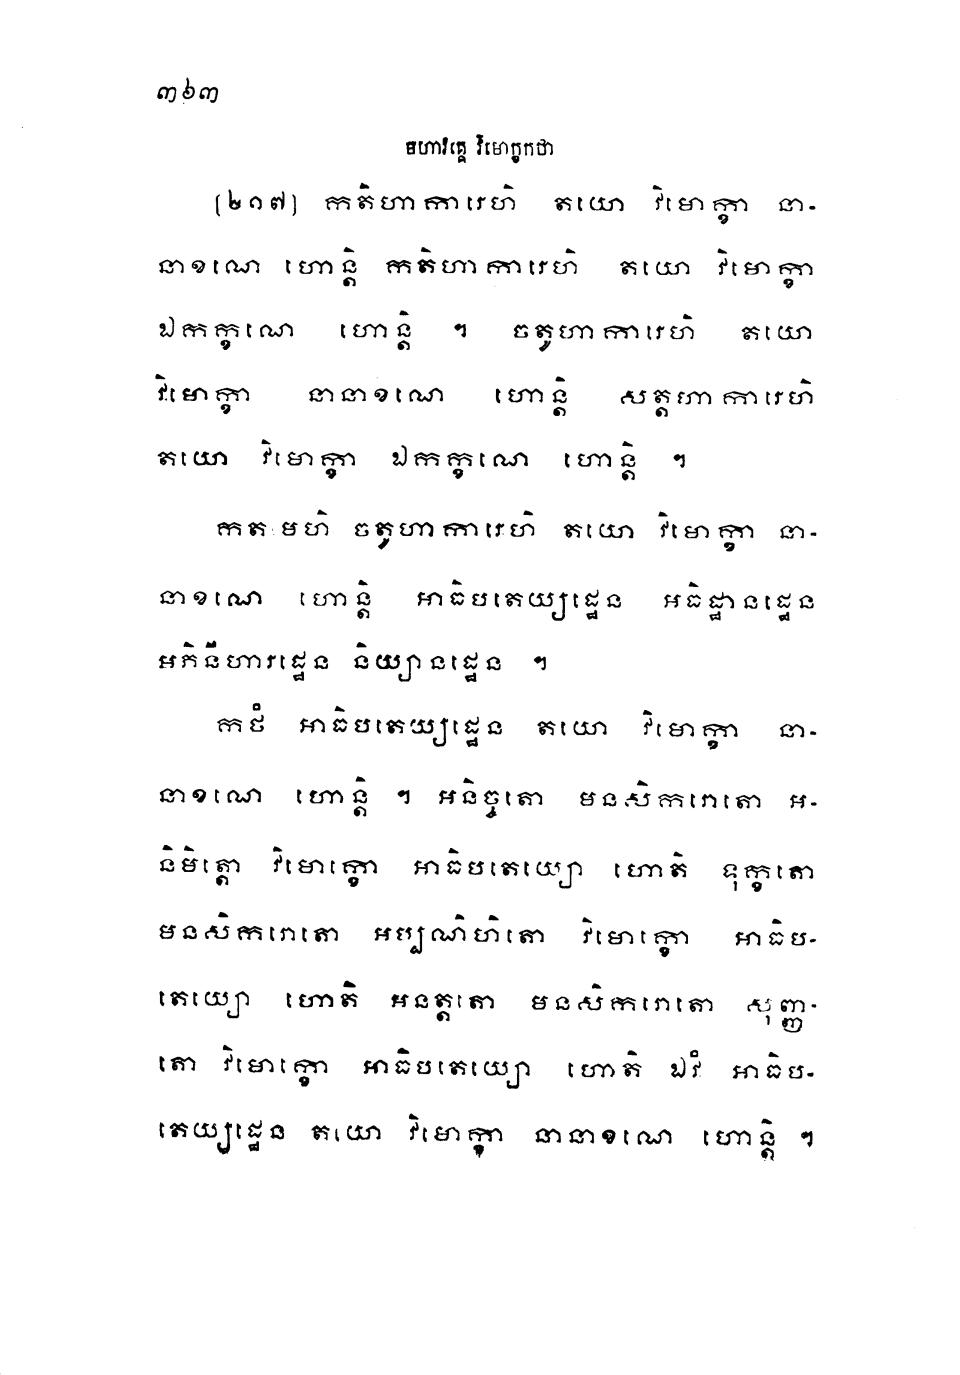 ៣៦៣
មហាវគ្គេ វិមោក្ខកថា
(២១៧) កតិហាការេហិ តយោ វិមោក្ខា នា-
នាខណេ ហោន្តិ កតិហាការេហិ តយោ វិមោក្ខា
ឯកក្ខណេ ហោន្តិ ។ ចតូហាការេហិ តយោ
វិមោក្ខា នានាខណេ ហោន្តិ សត្តហាការេហិ
តយោ វិមោក្ខា ឯកក្ខណេ ហោន្តិ ។
កតមេហិ ចតូហាការេហិ តយោ វិមោក្ខា នា-
នាខណេ ហោន្តិ អាធិបតេយ្យដ្ឋេន អធិដ្ឋានដ្ឋេន
អភិនីហារដ្ឋេន និយ្យានដ្ឋេន ។
កថំ អាធិបតេយ្យដ្ឋេន តយោ វិមោក្ខា នា-
នាខណេ ហោន្តិ ។ អនិច្ចតោ មនសិករោតោ អ-
និមិត្តោ វិមោក្ខោ អាធិបតេយ្យោ ហោតិ ទុក្ខតោ
មនសិករោតោ អប្បណិហិតោ វិមោក្ខោ អាធិប-
តេយ្យោ ហោតិ អនត្តតោ មនសិករោតោ សុញ្ញ-
តោ វិមោក្ខោ អាធិបតេយ្យោ ហោតិ ឯវំ អាធិប-
តេយ្យដ្ឋេន តយោ វិមោក្ខា នានាខណេ ហោន្តិ ។